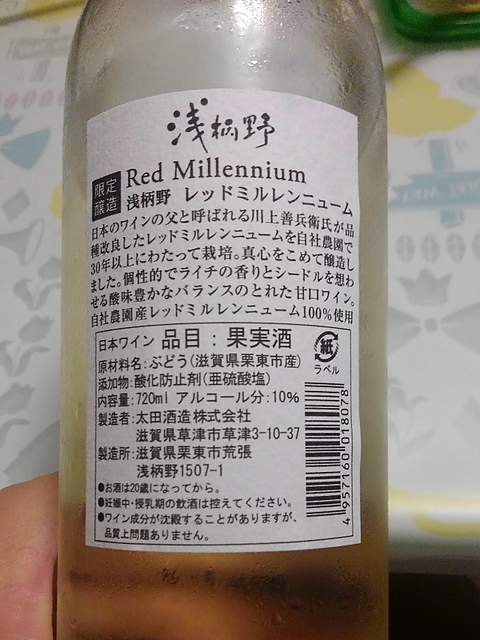 浅柄野
限定
醸造
Red Millennium
浅柄野 レッドミルレンニューム
日本のワインの父と呼ばれる川上善兵衛氏が品
種改良したレッドミルレンニュームを自社農園で
30年以上にわたって栽培。真心をこめて醸造し
ました。個性的でライチの香りとシードルを想わ
せる酸味豊かなバランスのとれた甘口ワイン。
自社農園産レッドミルレンニューム100%使用
日本ワイン 品目:果実酒
原材料名:ぶどう(滋賀県栗東市産)
添加物:酸化防止剤(亜硫酸塩)
内容量:720ml アルコール分:10%
製造者:太田酒造株式会社
滋賀県草津市草津3-10-37
製造所:滋賀県栗東市荒張
浅柄野1507-1
●お酒は20歳になってから。
●妊娠中・授乳期の飲酒は控えてください。
●ワイン成分が沈殿することがありますが、
品質上問題ありません。
紙
ラベル
4 957160 018078